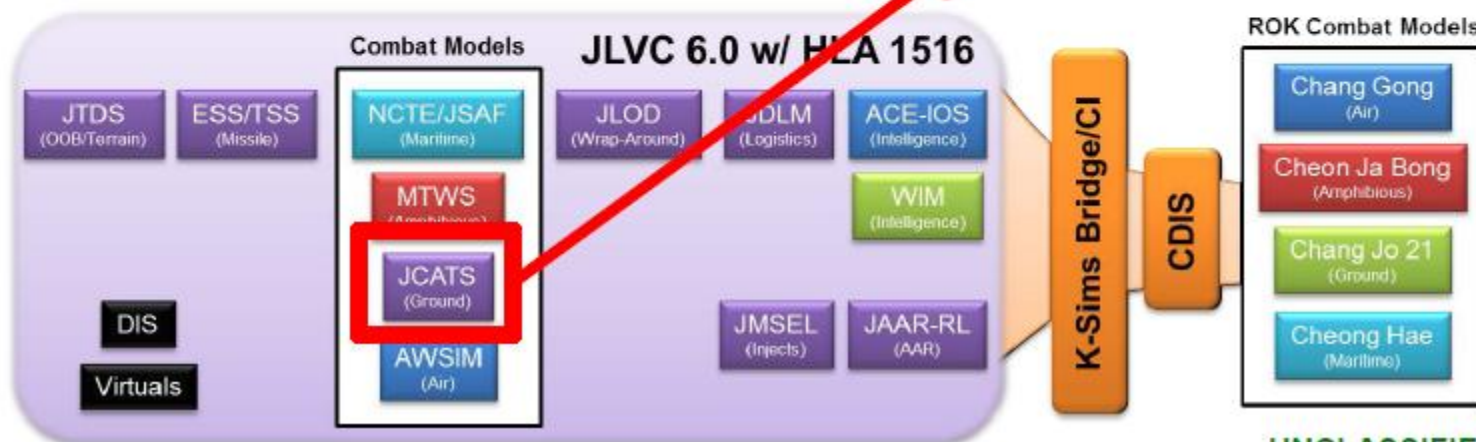 Combat Models
JLVC 6.0 w/ HLA 1516
JTDS
(OOB/Terrain)
ESS/TSS
(Missile)
NCTE/JSAF
(Maritime)
MTWS
(Amphibious)
JCATS
(Ground)
AWSIM
(Air)
JLOD
(Wrap-Around)
JDLM
(Logistics)
ACE-IOS
(Intelligence)
WIM
(Intelligence)
JMSEL
(Injects)
JAAR-RL
(AAR)
DIS
Virtuals
K-Sims Bridge/CI
CDIS
ROK Combat Models
Chang Gong
(Air)
Cheon Ja Bong
(Amphibious)
Chang Jo 21
(Ground)
Cheong Hae
(Maritime)